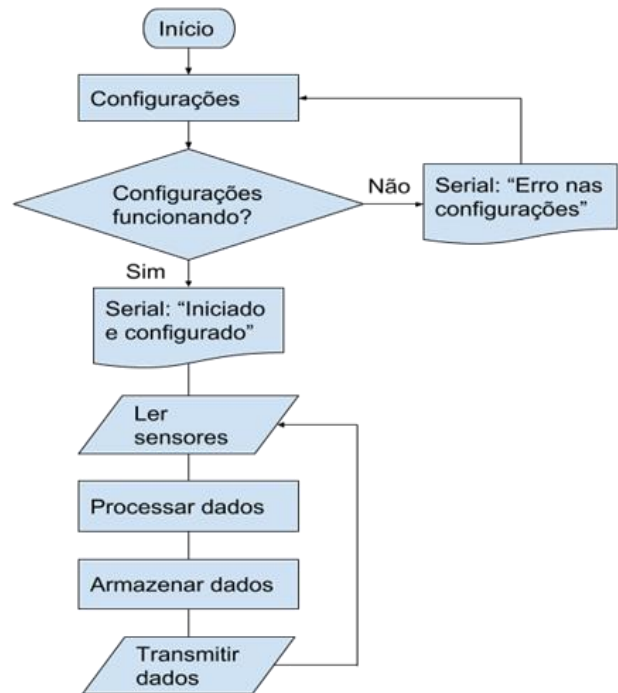 Início
Configurações
Configurações
funcionando?
Não
Serial: “Erro nas
configurações”
Sim
Serial: “Iniciado
e configurado”
Ler
sensores
Processar dados
Armazenar dados
Transmitir
dados